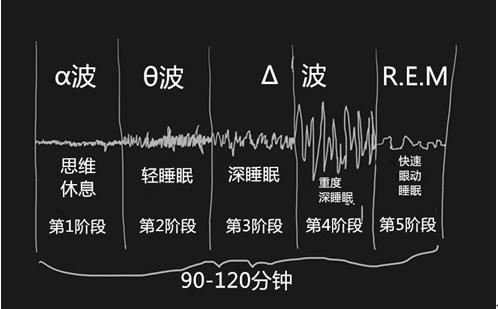 α波 θ波 Δ 波 R.E.M
思维
休息
轻睡眠
深睡眠
重度
深睡眠
快速
眼动
睡眠
第1阶段 第2阶段 第3阶段 第4阶段 第5阶段
90-120分钟